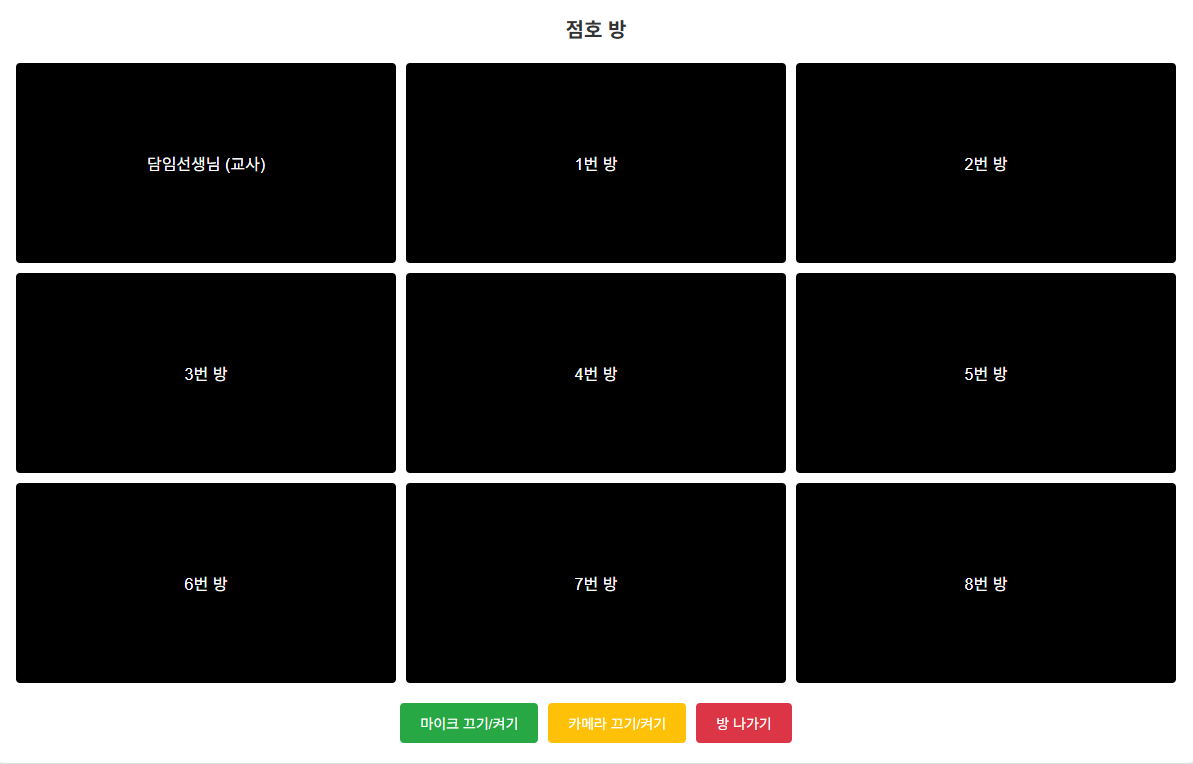 점호 방
담임선생님 (교사)
1번 방
2번 방
3번 방
4번 방
5번 방
6번 방
7번 방
8번 방
마이크 끄기/켜기
카메라 끄기/켜기
방 나가기